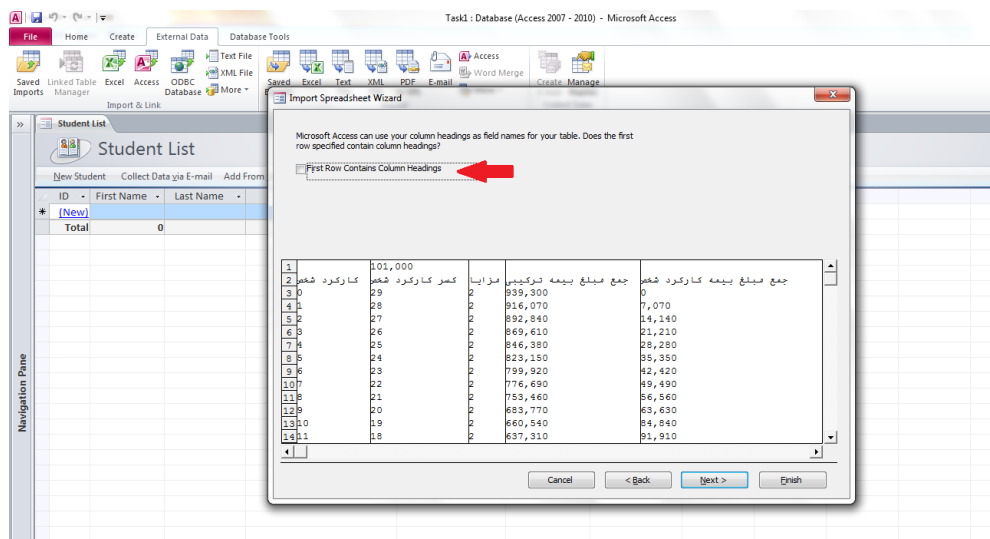 Task1 : Database (Access 2007 - 2010) - Microsoft Access
File Home Create External Data Database Tools
Saved Imports
Linked Table Manager
Excel
Access
ODBC Database
Text File
XML File
More
Import & Link
Saved
Excel
Text
XML
PDF
E-mail
Access
Word Merge
Create
Manage
Import Spreadsheet Wizard
Student List
Student List
New Student Collect Data via E-mail Add From
ID First Name Last Name
* (New)
Total 0
Navigation Pane
Microsoft Access can use your column headings as field names for your table. Does the first
row specified contain column headings?
First Row Contains Column Headings
1 101,000
2 کارکرد شخص کسر کارکرد شخص مزایا جمع مبلغ بیمه ترکیبی جمع مبلغ بیمه کارکرد شخص
3 0 29 2 939,300 0
4 1 28 2 916,070 7,070
5 2 27 2 892,840 14,140
6 3 26 2 869,610 21,210
7 4 25 2 846,380 28,280
8 5 24 2 823,150 35,350
9 6 23 2 799,920 42,420
10 7 22 2 776,690 49,490
11 8 21 2 753,460 56,560
12 9 20 2 683,770 63,630
13 10 19 2 660,540 84,840
14 11 18 2 637,310 91,910
Cancel < Back Next > Finish